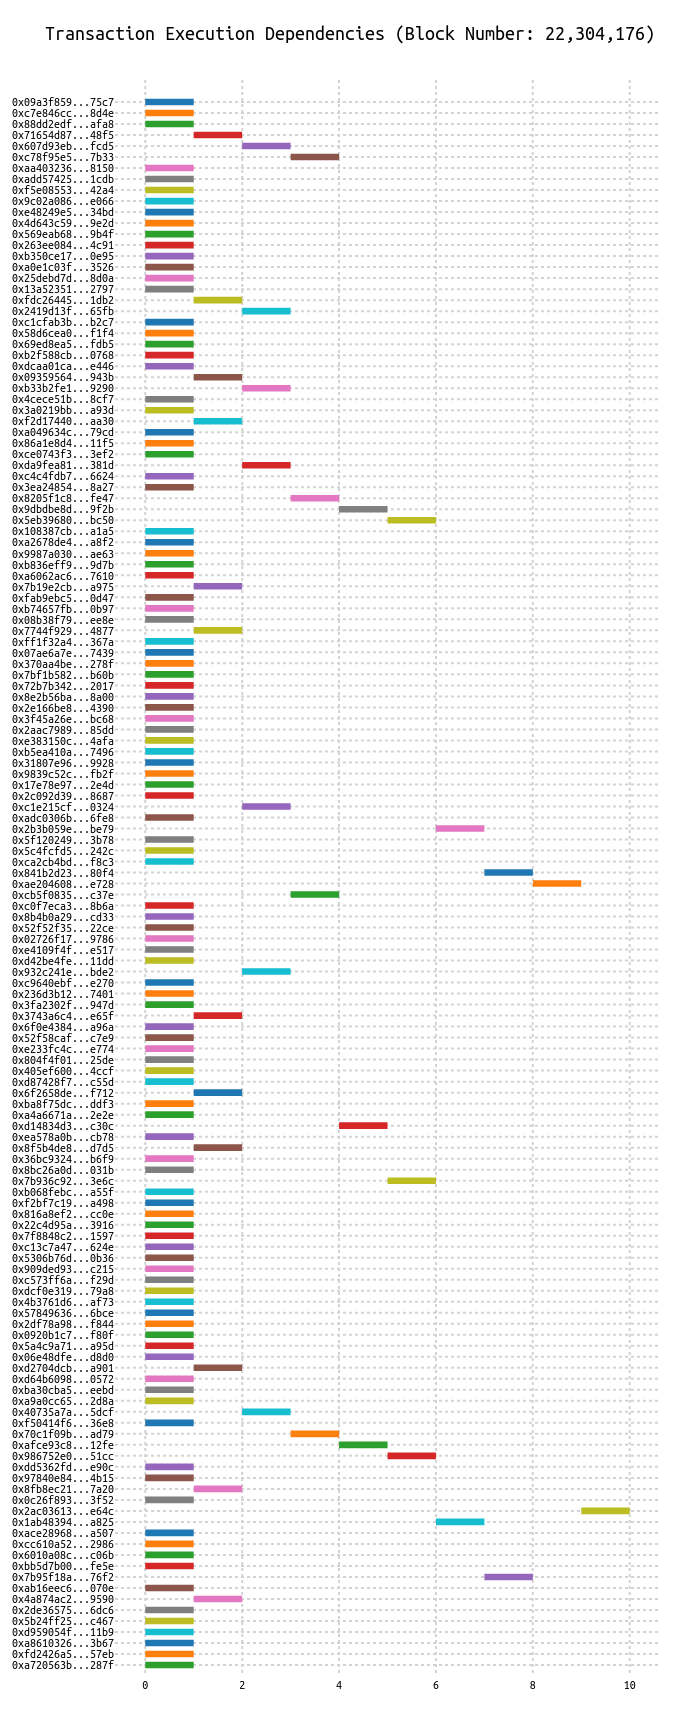 Transaction Execution Dependencies (Block Number: 22,304,176)
0x09a3f859...75c7
0xc7e846cc...8d4e
0x88dd2edf...afa8
0x71654d87...48f5
0x607d93eb...fcd5
0xc78f95e5...7b33
0xaa403236...8150
0xadd57425...1cdb
0xf5e08553...42a4
0x9c02a086...e066
0xe48249e5...34bd
0x4d643c59...9e2d
0x569eab68...9b4f
0x263ee084...4c91
0xb350ce17...0e95
0xa0e1c03f...3526
0x25debd7d...8d0a
0x13a52351...2797
0xfdc26445...1db2
0x2419d13f...65fb
0xc1cfab3b...b2c7
0x58d6cea0...f1f4
0x69ed8ea5...fdb5
0xb2f588cb...0768
0xdcaa01ca...e446
0x09359564...943b
0xb33b2fe1...9290
0x4cece51b...8cf7
0x3a0219bb...a93d
0xf2d17440...aa30
0xa049634c...79cd
0x86a1e8d4...11f5
0xce0743f3...3ef2
0xda9fea81...381d
0xc4c4fdb7...6624
0x3ea24854...8a27
0x8205f1c8...fe47
0x9dbdbe8d...9f2b
0x5eb39680...bc50
0x108387cb...a1a5
0xa2678de4...a8f2
0x9987a030...ae63
0xb836eff9...9d7b
0xa6062ac6...7610
0x7b19e2cb...a975
0xfab9ebc5...0d47
0xb74657fb...0b97
0x08b38f79...ee8e
0x7744f929...4877
0xff1f32a4...367a
0x07ae6a7e...7439
0x370aa4be...278f
0x7bf1b582...b60b
0x72b7b342...2017
0x8e2b56ba...8a00
0x2e166be8...4390
0x3f45a26e...bc68
0x2aac7989...85dd
0xe383150c...4afa
0xb5ea410a...7496
0x31807e96...9928
0x9839c52c...fb2f
0x17e78e97...2e4d
0x2c092d39...8687
0xc1e215cf...0324
0xadc0306b...6fe8
0x2b3b059e...be79
0x5f120249...3b78
0x5c4fcfd5...242c
0xca2cb4bd...f8c3
0x841b2d23...80f4
0xae204608...e728
0xcb5f0835...c37e
0xc0f7eca3...8b6a
0x8b4b0a29...cd33
0x52f52f35...22ce
0x02726f17...9786
0xe4109f4f...e517
0xd42be4fe...11dd
0x932c241e...bde2
0xc9640ebf...e270
0x236d3b12...7401
0x3fa2302f...947d
0x3743a6c4...e65f
0x6f0e4384...a96a
0x52f58caf...c7e9
0xe233fc4c...e774
0x804f4f01...25de
0x405ef600...4ccf
0xd87428f7...c55d
0x6f2658de...f712
0xba8f75dc...ddf3
0xa4a6671a...2e2e
0xd14834d3...c30c
0xea578a0b...cb78
0x8f5b4de8...d7d5
0x36bc9324...b6f9
0x8bc26a0d...031b
0x7b936c92...3e6c
0xb068febc...a55f
0xf2bf7c19...a498
0x816a8ef2...cc0e
0x22c4d95a...3916
0x7f8848c2...1597
0xc13c7a47...624e
0x5306b76d...0b36
0x909ded93...c215
0xc573ff6a...f29d
0xdcf0e319...79a8
0x4b3761d6...af73
0x57849636...6bce
0x2df78a98...f844
0x0920b1c7...f80f
0x5a4c9a71...a95d
0x06e48dfe...d8d0
0xd2704dcb...a901
0xd64b6098...0572
0xba30cba5...eebd
0xa9a0cc65...2d8a
0x40735a7a...5dcf
0xf50414f6...36e8
0x70c1f09b...ad79
0xafce93c8...12fe
0x986752e0...51cc
0xdd5362fd...e90c
0x97840e84...4b15
0x8fb8ec21...7a20
0x0c26f893...3f52
0x2ac03613...e64c
0x1ab48394...a825
0xace28968...a507
0xcc610a52...2986
0x6010a08c...c06b
0xbb5d7b00...fe5e
0x7b95f18a...76f2
0xab16eec6...070e
0x4a874ac2...9590
0x2de36575...6dc6
0x5b24ff25...c467
0xd959054f...11b9
0xa8610326...3b67
0xfd2426a5...57eb
0xa720563b...287f
0 2 4 6 8 10